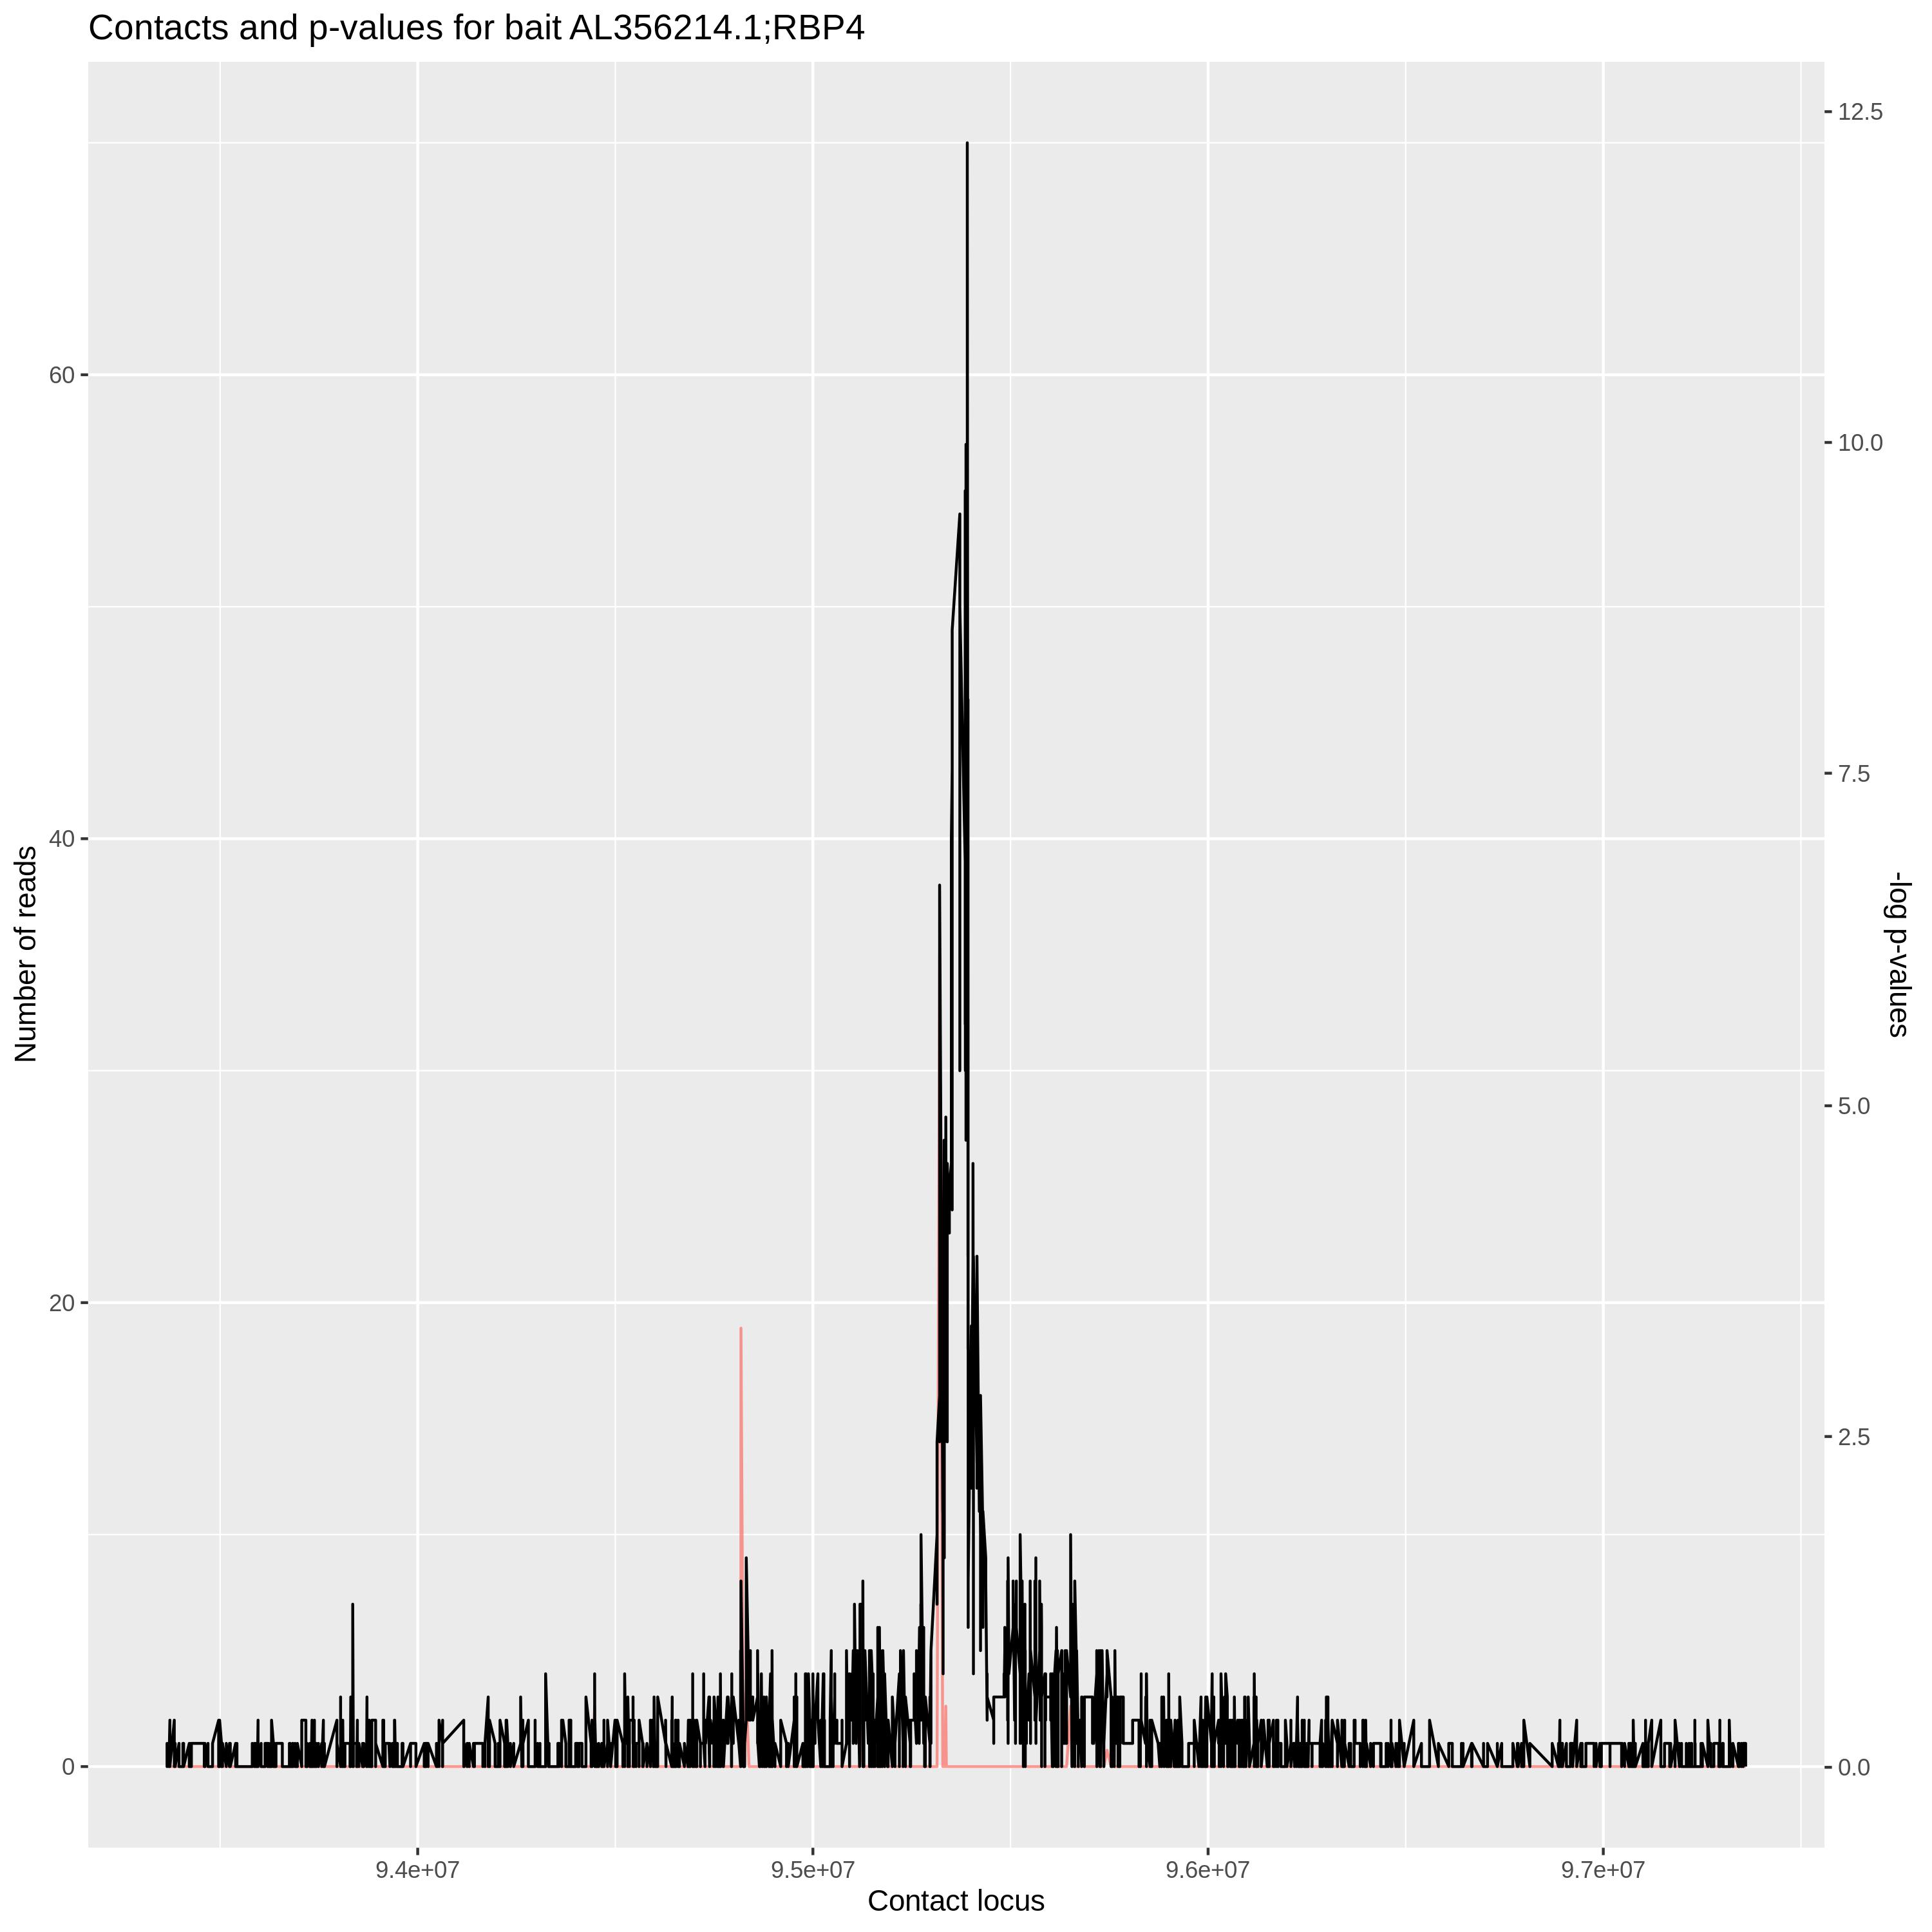 Contacts and p-values for bait AL356214.1;RBP4
12.5
60
10.0
7.5
40
Number of reads
-log p-values
5.0
20
2.5
0
0.0
9.4e+07 9.5e+07 9.6e+07 9.7e+07
Contact locus